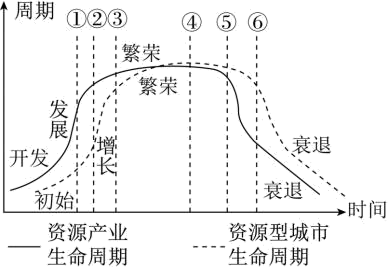 周期
① ② ③ ④ ⑤ ⑥
繁荣
繁荣
发展
增长
开发
初始
衰退
衰退
时间
资源产业生命周期
资源型城市生命周期